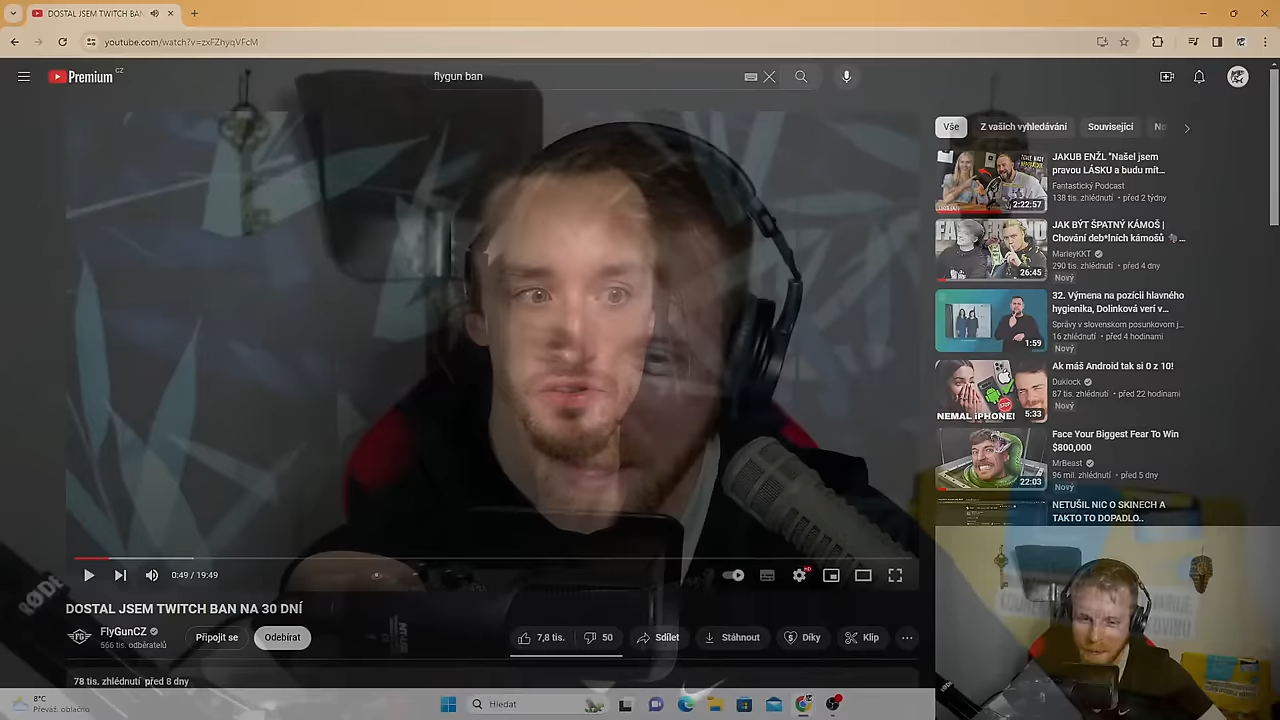 DOSTAL JSEM TWITCH BAN
youtube.com/watch?v=zxFZhyqVFcM
Premium CZ
flygun ban
Vše
Z vašich vyhledávání
Související
No
JAKUB ENŽL "Našel jsem
pravou LÁSKU a budu mít...
Fantastický Podcast
138 tis. zhlédnutí • před 2 týdny
2:22:57
JAK BÝT ŠPATNÝ KÁMOŠ |
Chování deb*lních kámošů
MarleyKKT
290 tis. zhlédnutí • před 4 dny
Nový
26:45
32. Výmena na pozícii hlavného
hygienika, Dolinková verí v...
Správy v slovenskom posunkovom j...
16 zhlédnutí • před 4 hodinami
Nový
1:59
Ak máš Android tak si 0 z 10!
Duklock
87 tis. zhlédnutí • před 22 hodinami
Nový
NEMAL iPHONE!
5:33
Face Your Biggest Fear To Win
$800,000
MrBeast
96 mil. zhlédnutí • před 5 dny
Nový
22:03
NETUŠIL NIC O SKINECH A
TAKTO TO DOPADLO..
0:49 / 19:49
HD
RØDE
DOSTAL JSEM TWITCH BAN NA 30 DNÍ
FG
FlyGunCZ
566 tis. odběratelů
Připojit se
Odebírat
7,8 tis.
50
Sdílet
Stáhnout
Díky
Klip
78 tis. zhlédnutí před 8 dny
8°C
Převáž. oblačno
Hledat